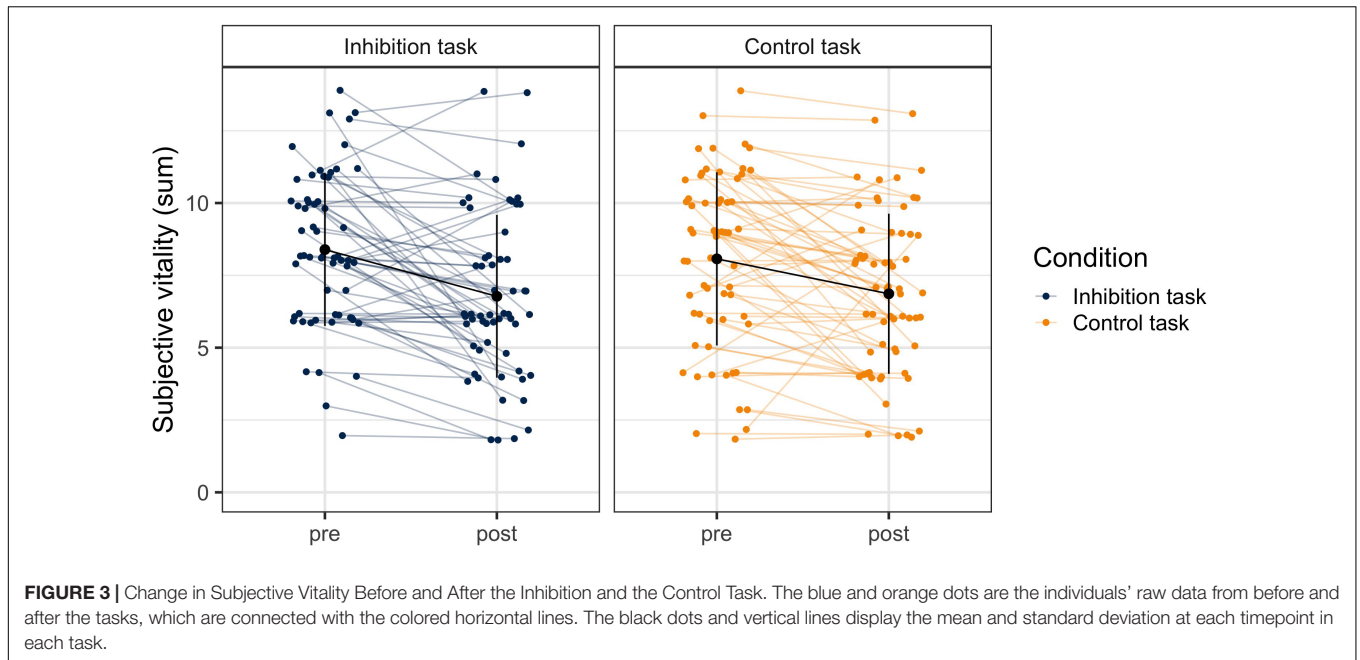 Inhibition task
Control task
Subjective vitality (sum)
10
5
0
pre
post
pre
post
Condition
Inhibition task
Control task
FIGURE 3 | Change in Subjective Vitality Before and After the Inhibition and the Control Task. The blue and orange dots are the individuals' raw data from before and
after the tasks, which are connected with the colored horizontal lines. The black dots and vertical lines display the mean and standard deviation at each timepoint in
each task.